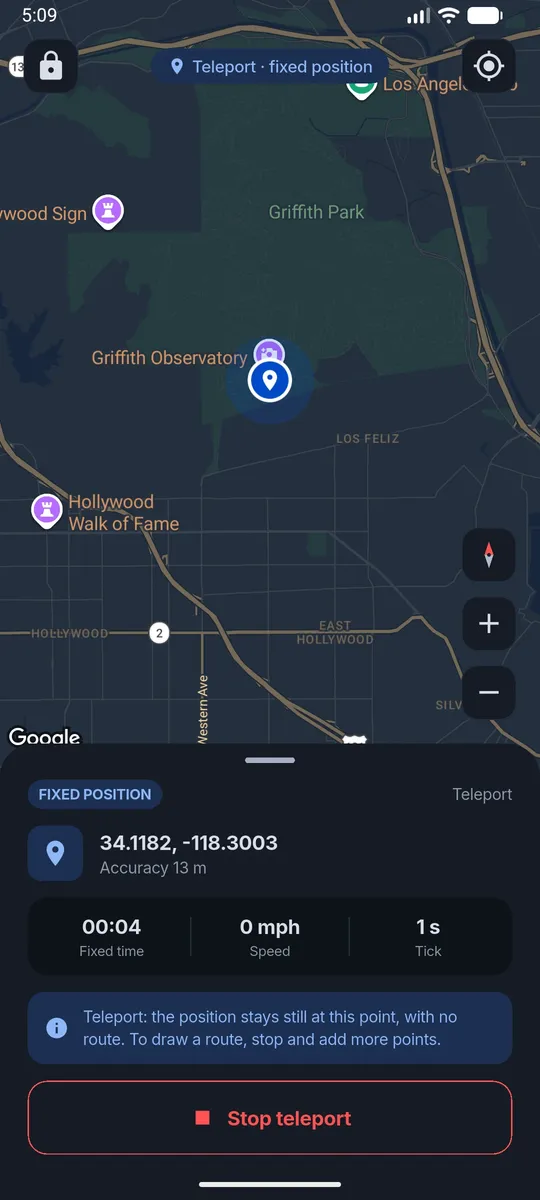 5:09
13
Teleport · fixed position
Los Angel
ywood Sign
Griffith Park
Griffith Observatory
LOS FELIZ
Hollywood
Walk of Fame
HOLLYWOOD
2
EAST
HOLLYWOOD
Western Ave
SILV
Google
FIXED POSITION
Teleport
34.1182, -118.3003
Accuracy 13 m
00:04
0 mph
1 s
Fixed time
Speed
Tick
Teleport: the position stays still at this point, with no
route. To draw a route, stop and add more points.
Stop teleport